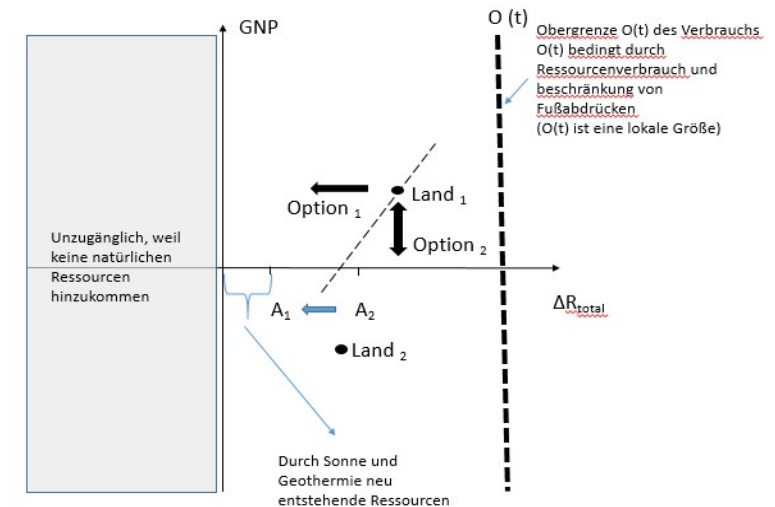 GNP
O (t)
Obergrenze O(t) des Verbrauchs
O(t) bedingt durch
Ressourcenverbrauch und
beschränkung von
Fußabdrücken
(O(t) ist eine lokale Größe)
Option 1
Land 1
Option 2
Unzugänglich, weil
keine natürlichen
Ressourcen
hinzukommen
A1
A2
ΔRtotal
Land 2
Durch Sonne und
Geothermie neu
entstehende Ressourcen